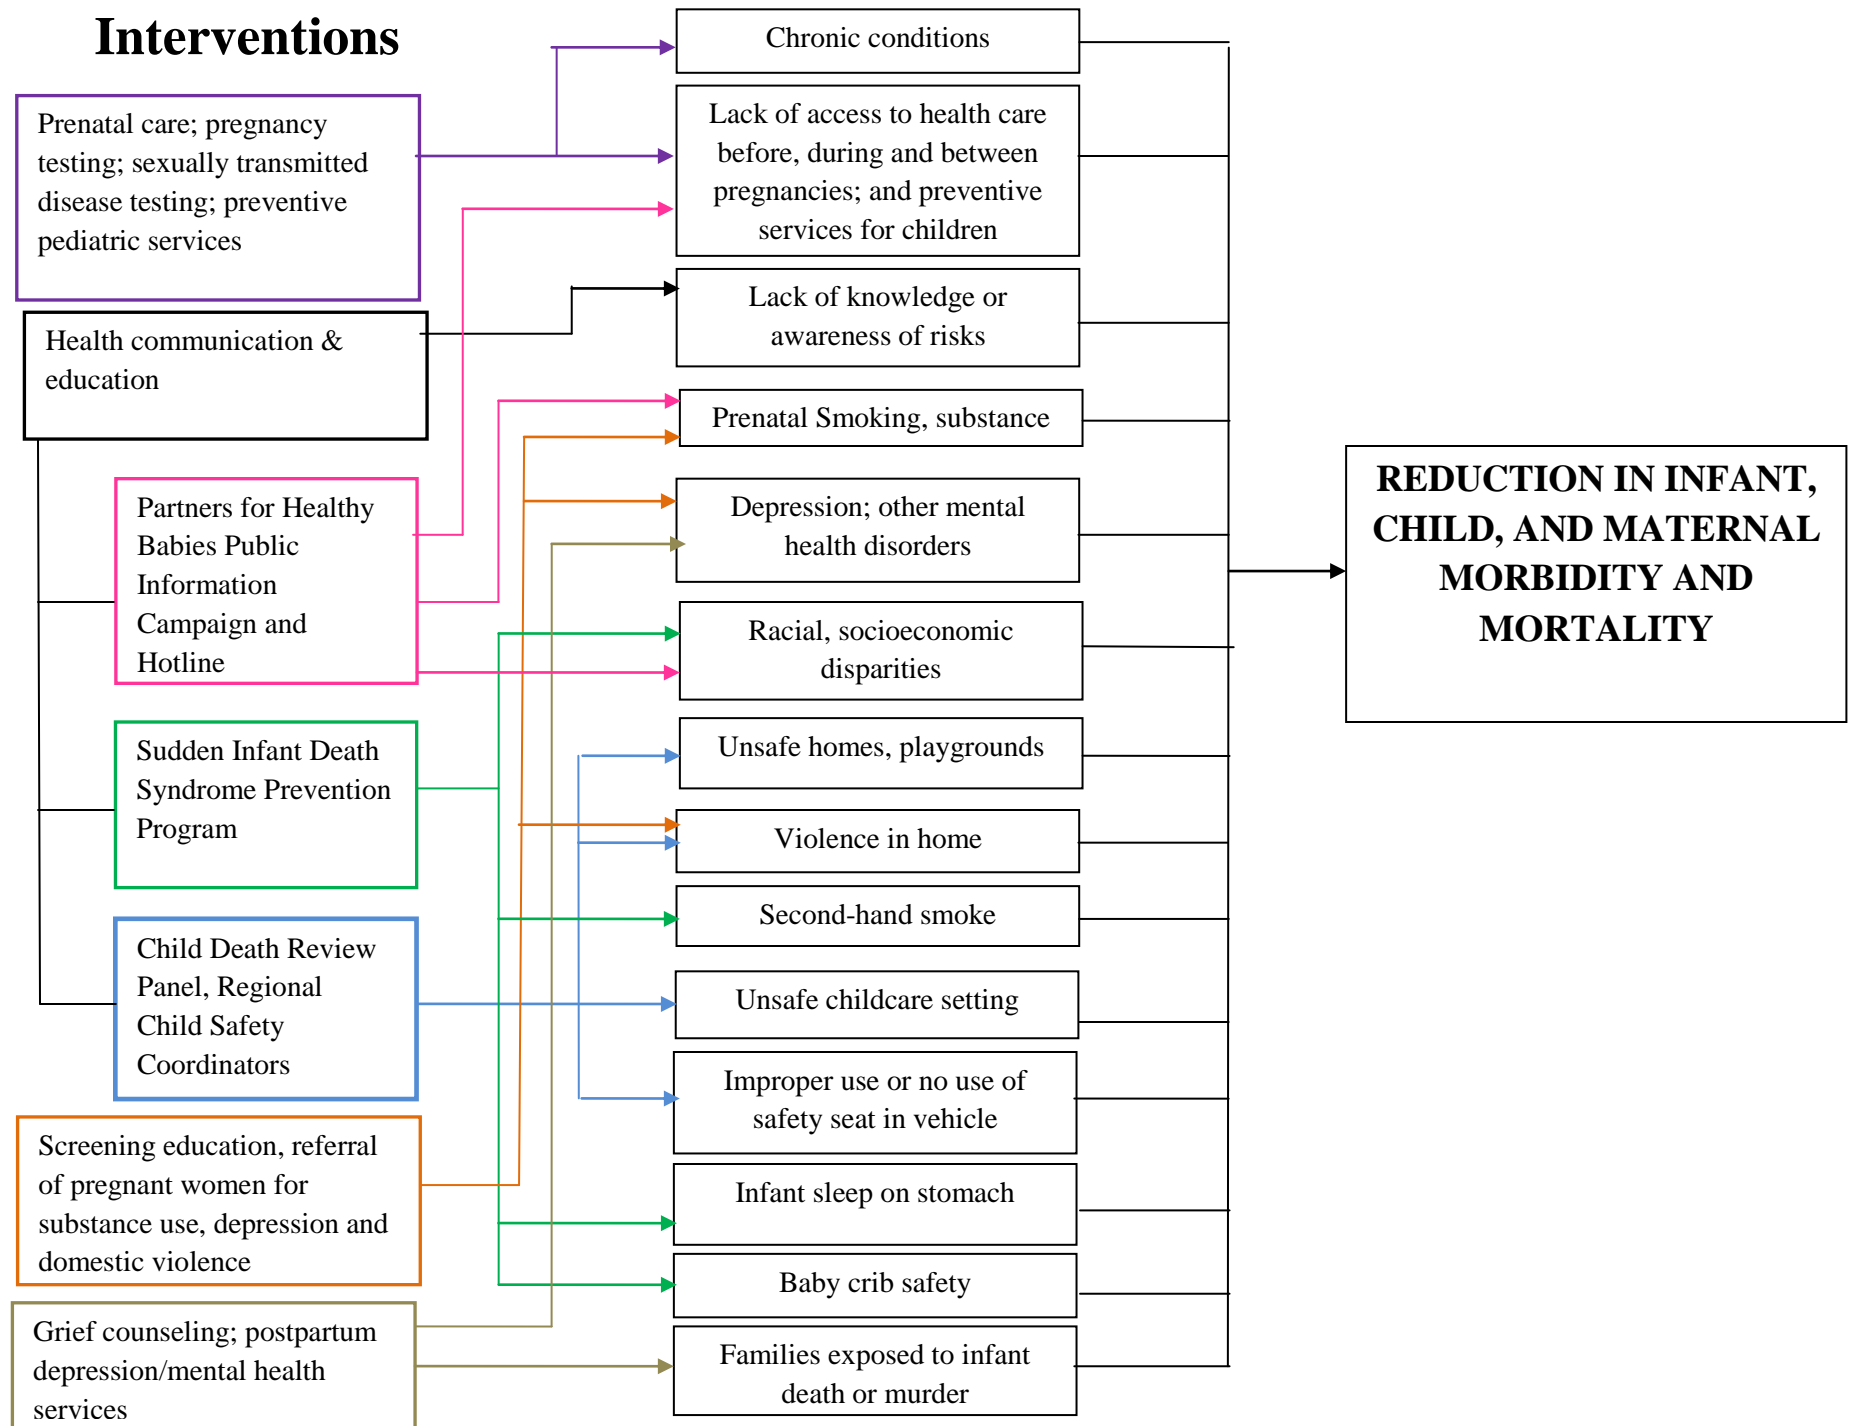 Interventions
Prenatal care; pregnancy
testing; sexually transmitted
disease testing; preventive
pediatric services
Health communication &
education
Partners for Healthy
Babies Public
Information
Campaign and
Hotline
Sudden Infant Death
Syndrome Prevention
Program
Child Death Review
Panel, Regional
Child Safety
Coordinators
Screening education, referral
of pregnant women for
substance use, depression and
domestic violence
Grief counseling; postpartum
depression/mental health
services
Chronic conditions
Lack of access to health care
before, during and between
pregnancies; and preventive
services for children
Lack of knowledge or
awareness of risks
Prenatal Smoking, substance
Depression; other mental
health disorders
Racial, socioeconomic
disparities
Unsafe homes, playgrounds
Violence in home
Second-hand smoke
Unsafe childcare setting
Improper use or no use of
safety seat in vehicle
Infant sleep on stomach
Baby crib safety
Families exposed to infant
death or murder
REDUCTION IN INFANT,
CHILD, AND MATERNAL
MORBIDITY AND
MORTALITY